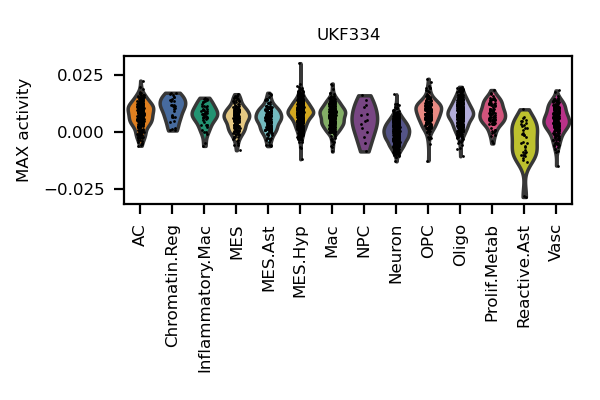 UKF334
MAX activity
0.025
0.000
−0.025
AC
Chromatin.Reg
Inflammatory.Mac
MES
MES.Ast
MES.Hyp
Mac
NPC
Neuron
OPC
Oligo
Prolif.Metab
Reactive.Ast
Vasc